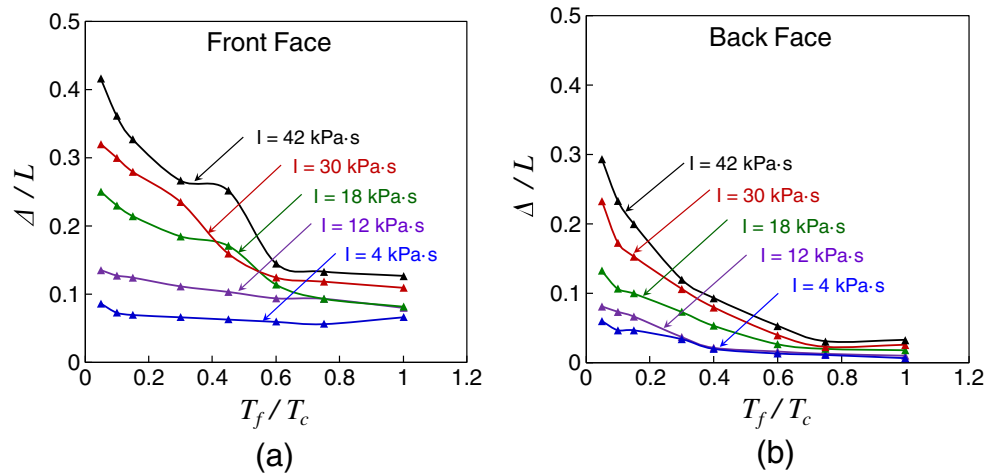 0.5
0.4
0.3
0.2
0.1
0
Δ / L
Front Face
I = 42 kPa·s
I = 30 kPa·s
I = 18 kPa·s
I = 12 kPa·s
I = 4 kPa·s
0 0.2 0.4 0.6 0.8 1 1.2
T_f / T_c
(a)
0.5
0.4
0.3
0.2
0.1
0
Δ / L
Back Face
I = 42 kPa·s
I = 30 kPa·s
I = 18 kPa·s
I = 12 kPa·s
I = 4 kPa·s
0 0.2 0.4 0.6 0.8 1 1.2
T_f / T_c
(b)